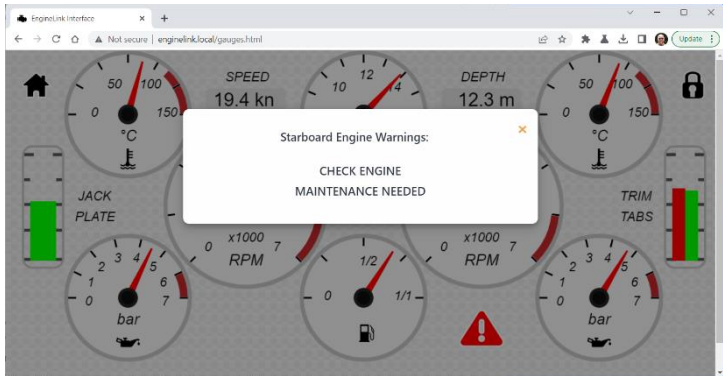 EngineLink Interface
Not secure | enginelink.local/gauges.html
Update
50 100
0 150
°C
SPEED
19.4 kn
10 12 14
DEPTH
12.3 m
50 100
0 150
°C
Starboard Engine Warnings:
CHECK ENGINE
MAINTENANCE NEEDED
JACK
PLATE
0 x1000 7
RPM
0 x1000 7
RPM
TRIM
TABS
0 1 2 3 4 5 6 7
bar
0 1/2 1/1
0 1 2 3 4 5 6 7
bar